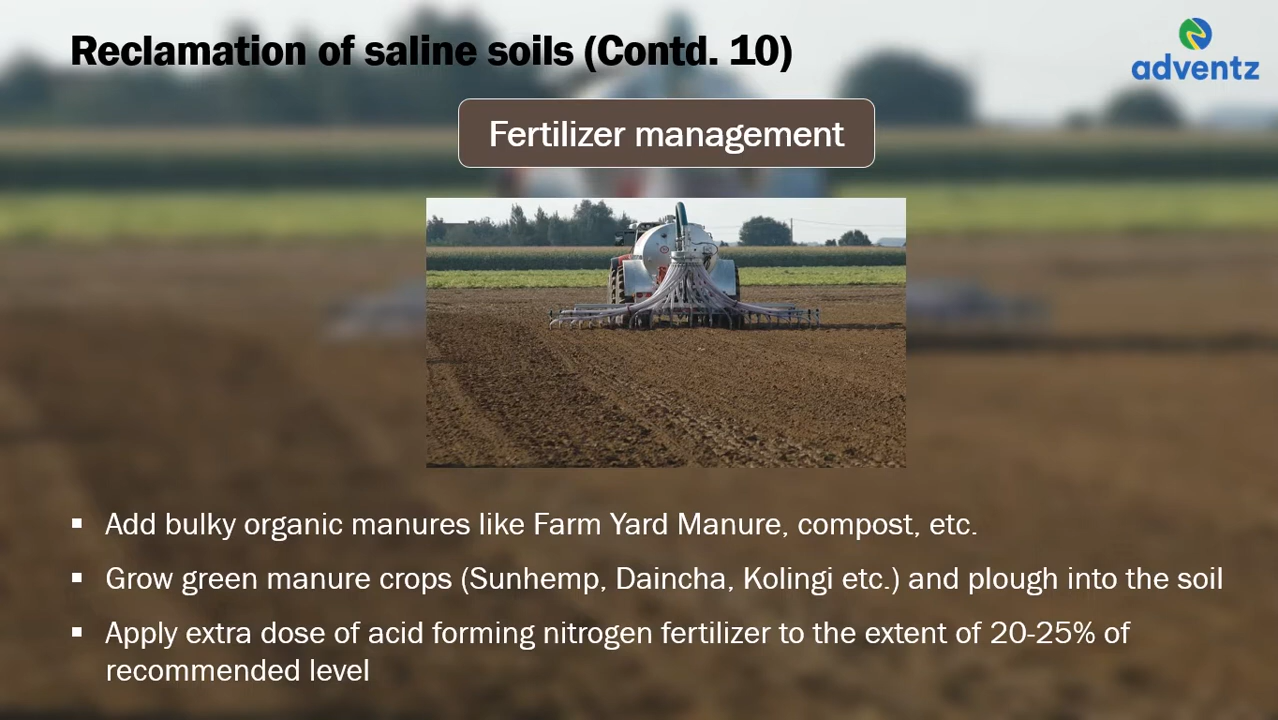 Reclamation of saline soils (Contd. 10)
adventz
Fertilizer management
▪ Add bulky organic manures like Farm Yard Manure, compost, etc.
▪ Grow green manure crops (Sunhemp, Daincha, Kolingi etc.) and plough into the soil
▪ Apply extra dose of acid forming nitrogen fertilizer to the extent of 20-25% of
recommended level